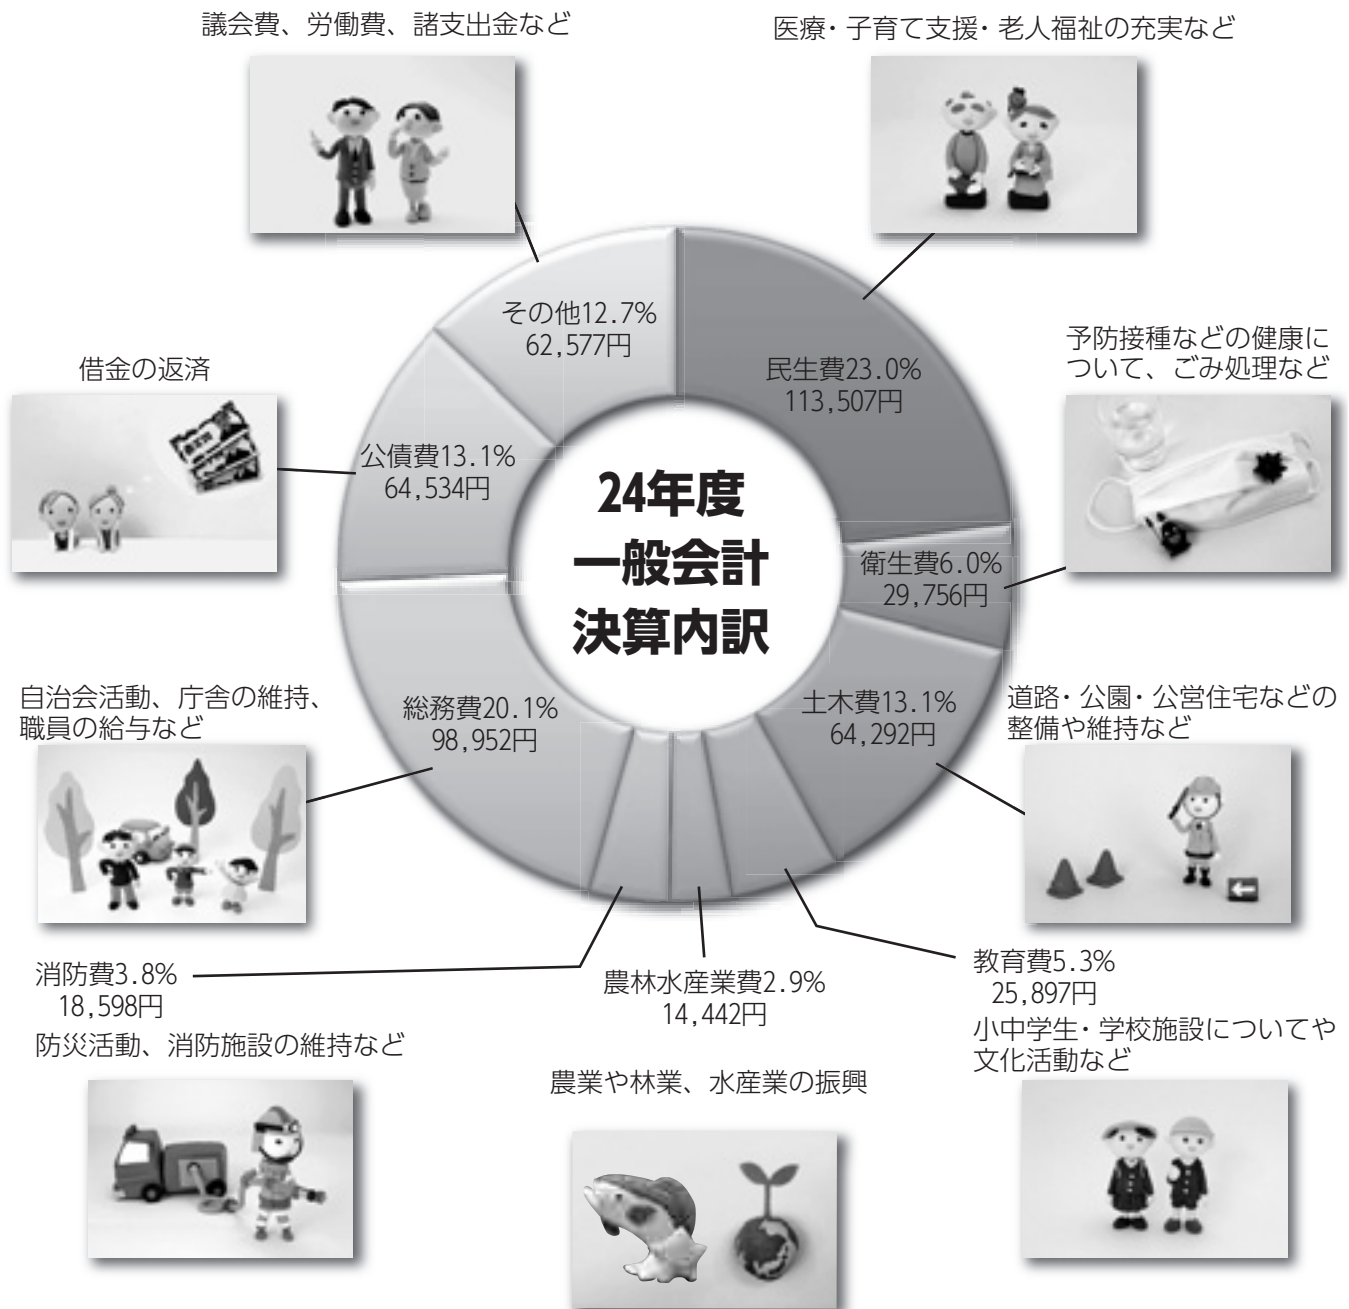 議会費、労働費、諸支出金など
医療・子育て支援・老人福祉の充実など
その他12.7%
62,577円
民生費23.0%
113,507円
予防接種などの健康に
ついて、ごみ処理など
借金の返済
公債費13.1%
64,534円
24年度
一般会計
決算内訳
衛生費6.0%
29,756円
自治会活動、庁舎の維持、
職員の給与など
総務費20.1%
98,952円
土木費13.1%
64,292円
道路・公園・公営住宅などの
整備や維持など
消防費3.8%
18,598円
防災活動、消防施設の維持など
農林水産業費2.9%
14,442円
農業や林業、水産業の振興
教育費5.3%
25,897円
小中学生・学校施設についてや
文化活動など